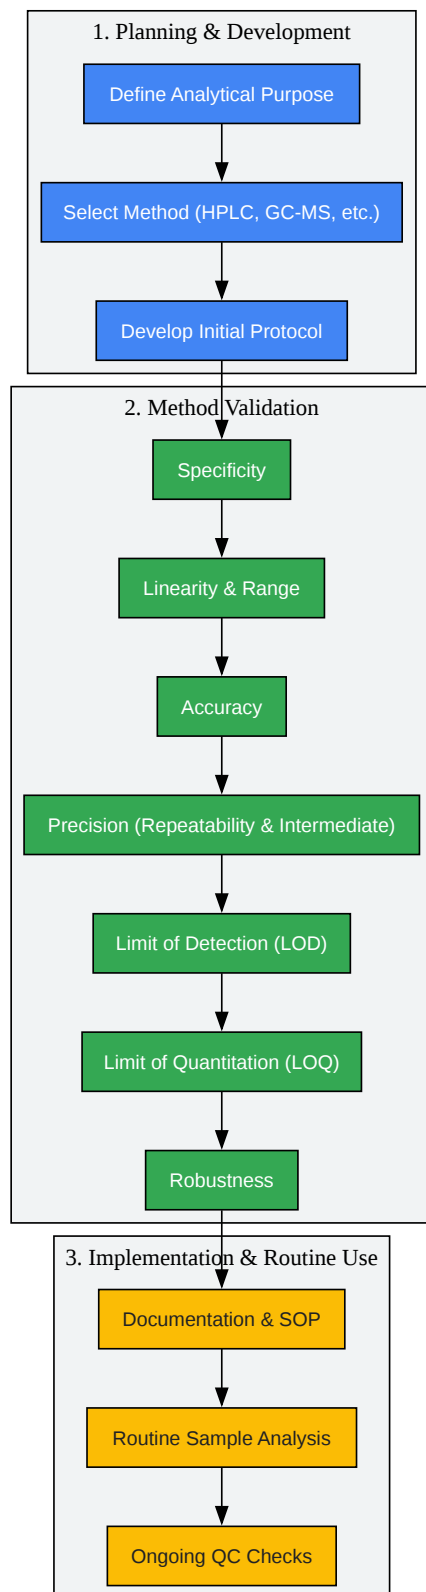 1. Planning & Development
Define Analytical Purpose
Select Method (HPLC, GC-MS, etc.)
Develop Initial Protocol
2. Method Validation
Specificity
Linearity & Range
Accuracy
Precision (Repeatability & Intermediate)
Limit of Detection (LOD)
Limit of Quantitation (LOQ)
Robustness
3. Implementation & Routine Use
Documentation & SOP
Routine Sample Analysis
Ongoing QC Checks